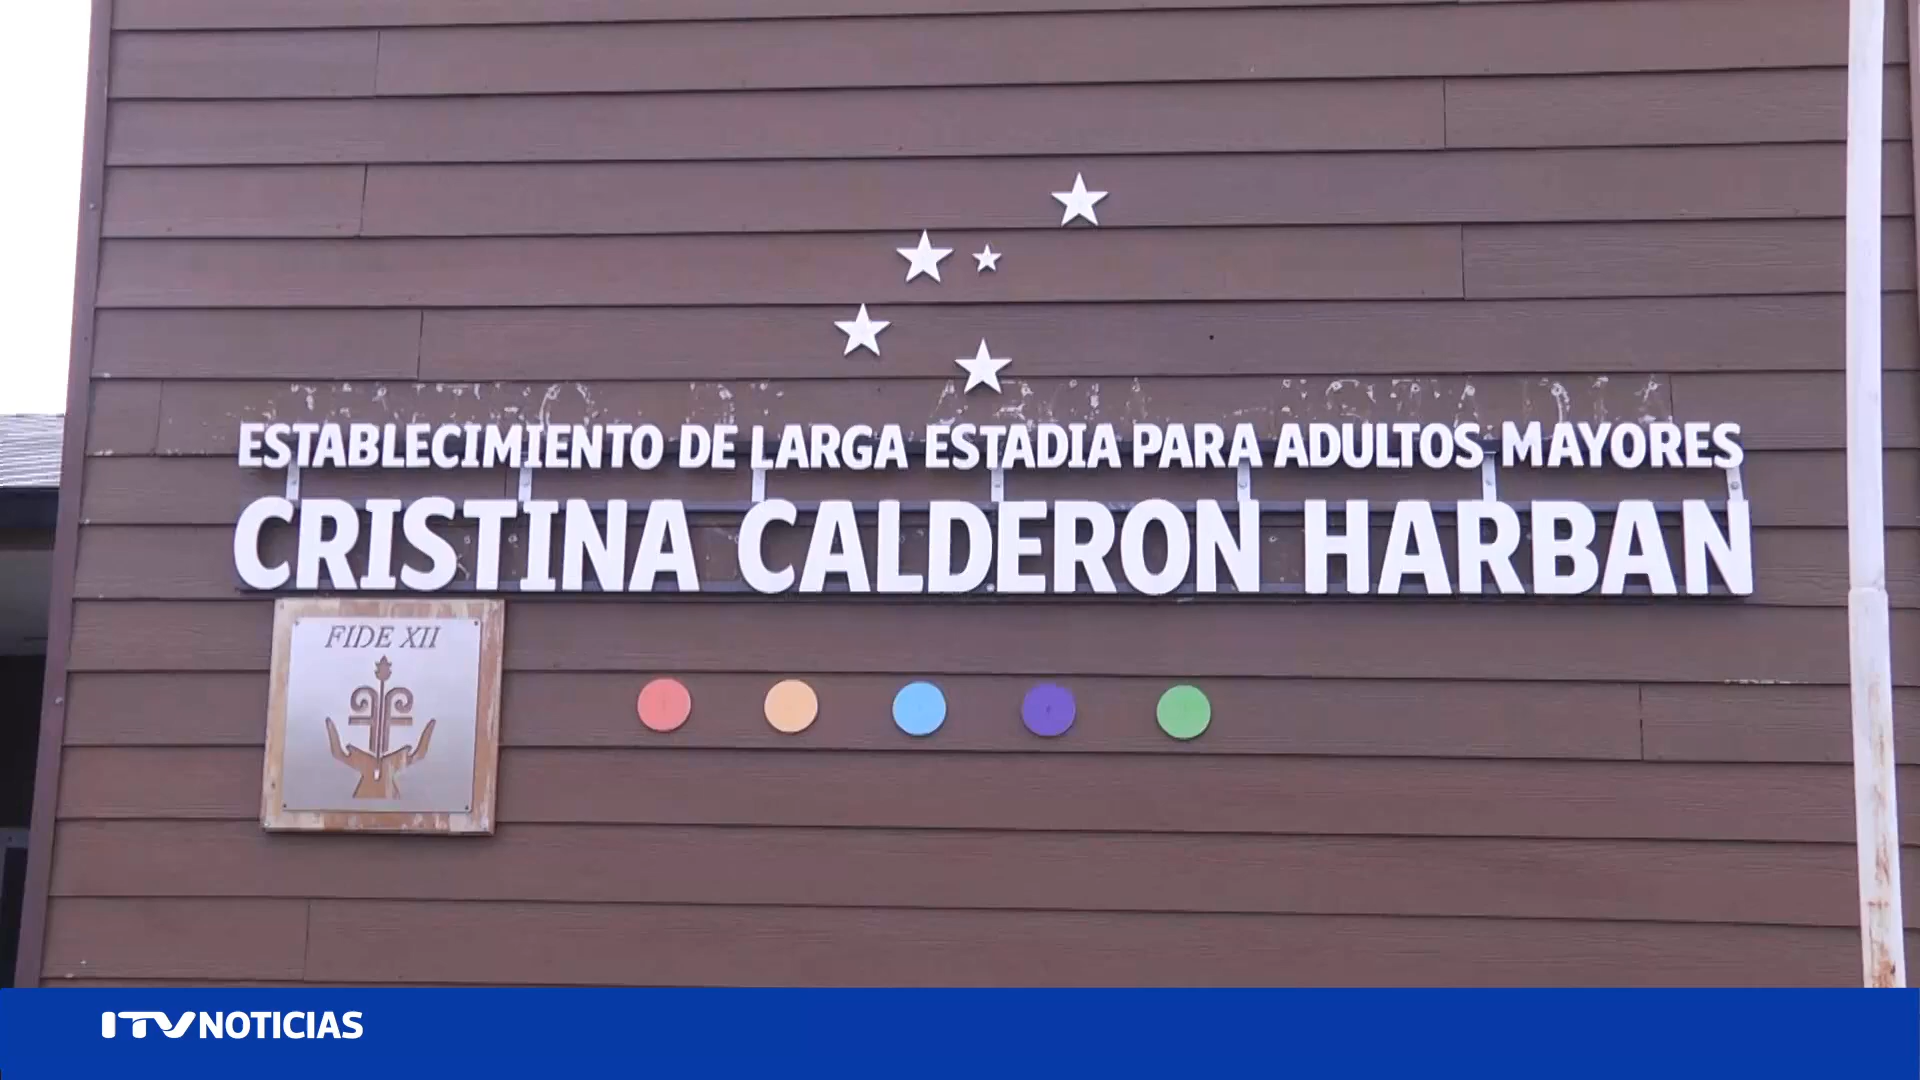 ESTABLECIMIENTO DE LARGA ESTADIA PARA ADULTOS MAYORES
CRISTINA CALDERON HARBAN
FIDE XII
ITV NOTICIAS